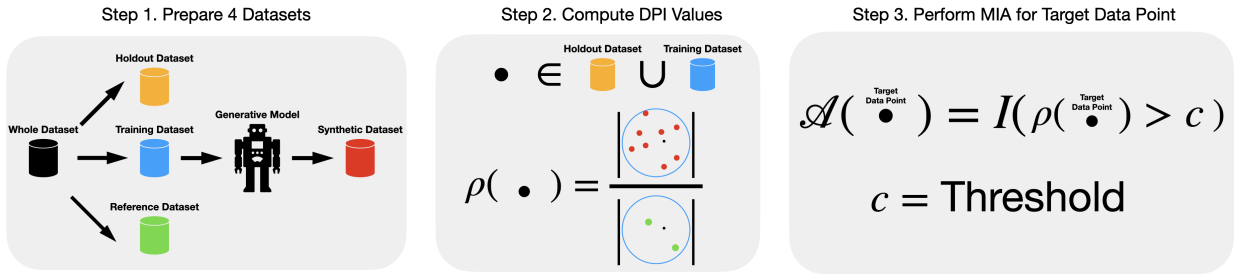 Step 1. Prepare 4 Datasets
Holdout Dataset
Generative Model
Whole Dataset
Training Dataset
Synthetic Dataset
Reference Dataset
Step 2. Compute DPI Values
Holdout Dataset
Training Dataset
• ∈ ∪
ρ( • ) =
Step 3. Perform MIA for Target Data Point
Target
Data Point
Target
Data Point
𝒜( • ) = I(ρ( • ) > c )
c = Threshold